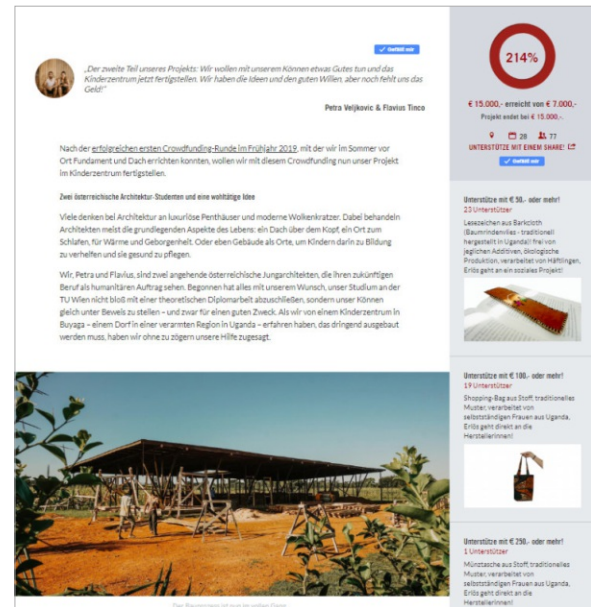 Gefällt mir
„Der zweite Teil unseres Projekts: Wir wollen mit unserem Können etwas Gutes tun und das
Kinderzentrum jetzt fertigstellen. Wir haben die Ideen und den guten Willen, aber noch fehlt uns das
Geld!“
Petra Veljkovic & Flavius Tinco
Nach der erfolgreichen ersten Crowdfunding-Runde im Frühjahr 2019, mit der wir im Sommer vor
Ort Fundament und Dach errichten konnten, wollen wir mit diesem Crowdfunding nun unser Projekt
im Kinderzentrum fertigstellen.
Zwei österreichische Architektur-Studenten und eine wohltätige Idee
Viele denken bei Architektur an luxuriöse Penthäuser und moderne Wolkenkratzer. Dabei behandeln
Architekten meist die grundlegenden Aspekte des Lebens: ein Dach über dem Kopf, ein Ort zum
Schlafen, für Wärme und Geborgenheit. Oder eben Gebäude als Orte, um Kindern darin zu Bildung
zu verhelfen und sie gesund zu pflegen.
Wir, Petra und Flavius, sind zwei angehende österreichische Jungarchitekten, die ihren zukünftigen
Beruf als humanitären Auftrag sehen. Begonnen hat alles mit unserem Wunsch, unser Studium an der
TU Wien nicht bloß mit einer theoretischen Diplomarbeit abzuschließen, sondern unser Können
gleich unter Beweis zu stellen – und zwar für einen guten Zweck. Als wir von einem Kinderzentrum in
Buyaga – einem Dorf in einer verarmten Region in Uganda – erfahren haben, das dringend ausgebaut
werden muss, haben wir ohne zu zögern unsere Hilfe zugesagt.
214%
€ 15.000,- erreicht von € 7.000,-
Projekt endet bei € 15.000,-.
28 77
UNTERSTÜTZE MIT EINEM SHARE!
Gefällt mir
Unterstütze mit € 50,- oder mehr!
23 Unterstützer
Lesezeichen aus Barkcloth
(Baumrindenvlies - traditionell
hergestellt in Uganda) frei von
jeglichen Additiven, ökologische
Produktion, verarbeitet von Häftlingen,
Erlös geht an ein soziales Projekt!
Unterstütze mit € 100,- oder mehr!
19 Unterstützer
Shopping-Bag aus Stoff, traditionelles
Muster, verarbeitet von
selbstständigen Frauen aus Uganda,
Erlös geht direkt an die
Herstellerinnen!
Unterstütze mit € 250,- oder mehr!
1 Unterstützer
Münztasche aus Stoff, traditionelles
Muster, verarbeitet von
selbstständigen Frauen aus Uganda,
Erlös geht direkt an die
Herstellerinnen!